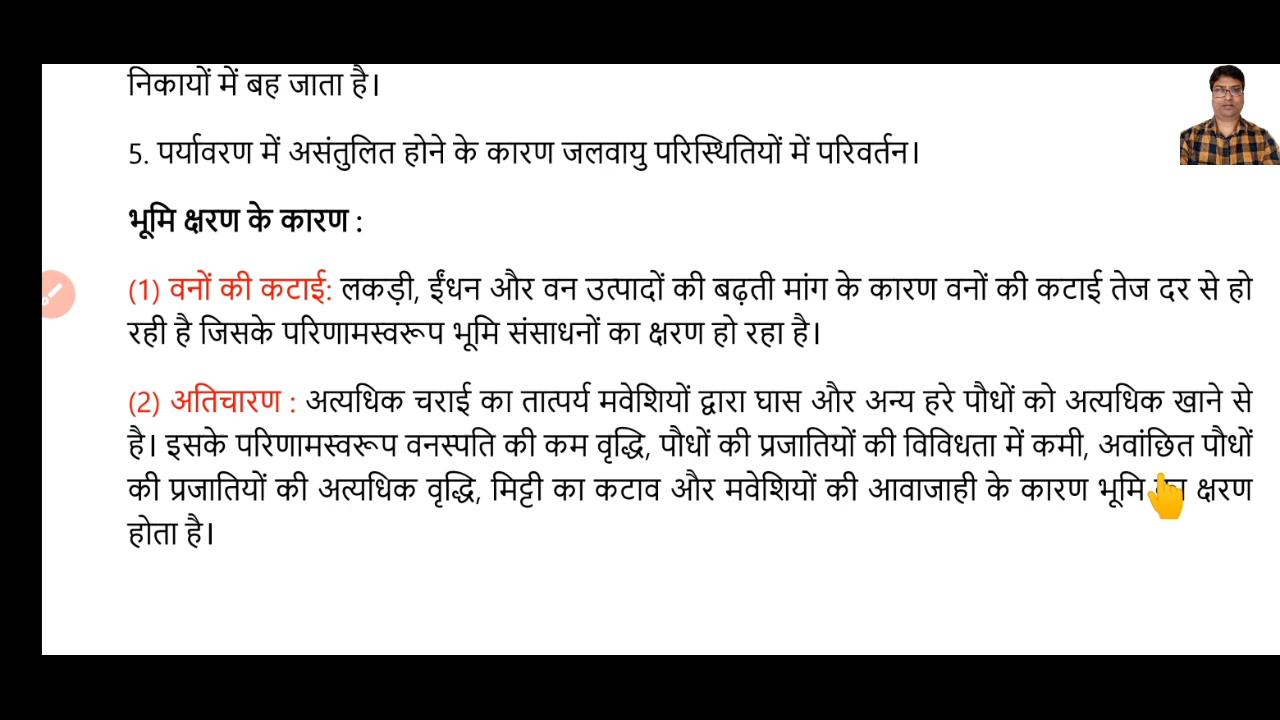 निकायों में बह जाता है।
5. पर्यावरण में असंतुलित होने के कारण जलवायु परिस्थितियों में परिवर्तन।
भूमि क्षरण के कारण :
(1) वनों की कटाई: लकड़ी, ईंधन और वन उत्पादों की बढ़ती मांग के कारण वनों की कटाई तेज दर से हो
रही है जिसके परिणामस्वरूप भूमि संसाधनों का क्षरण हो रहा है।
(2) अतिचारण : अत्यधिक चराई का तात्पर्य मवेशियों द्वारा घास और अन्य हरे पौधों को अत्यधिक खाने से
है। इसके परिणामस्वरूप वनस्पति की कम वृद्धि, पौधों की प्रजातियों की विविधता में कमी, अवांछित पौधों
की प्रजातियों की अत्यधिक वृद्धि, मिट्टी का कटाव और मवेशियों की आवाजाही के कारण भूमि का क्षरण
होता है।